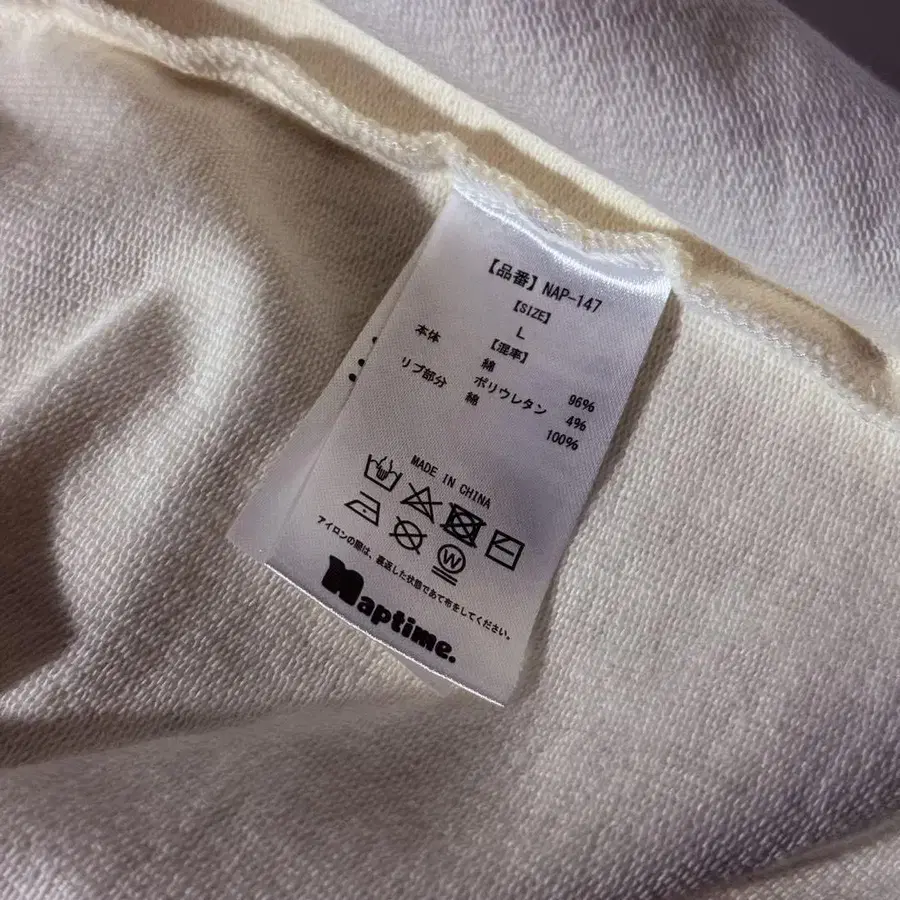 【品番】NAP-147
【SIZE】
L
【混率】
本体 綿 96%
ポリウレタン 4%
リブ部分 綿 100%
MADE IN CHINA
W
アイロンの際は、裏返した状態であて布をしてください。
Naptime.